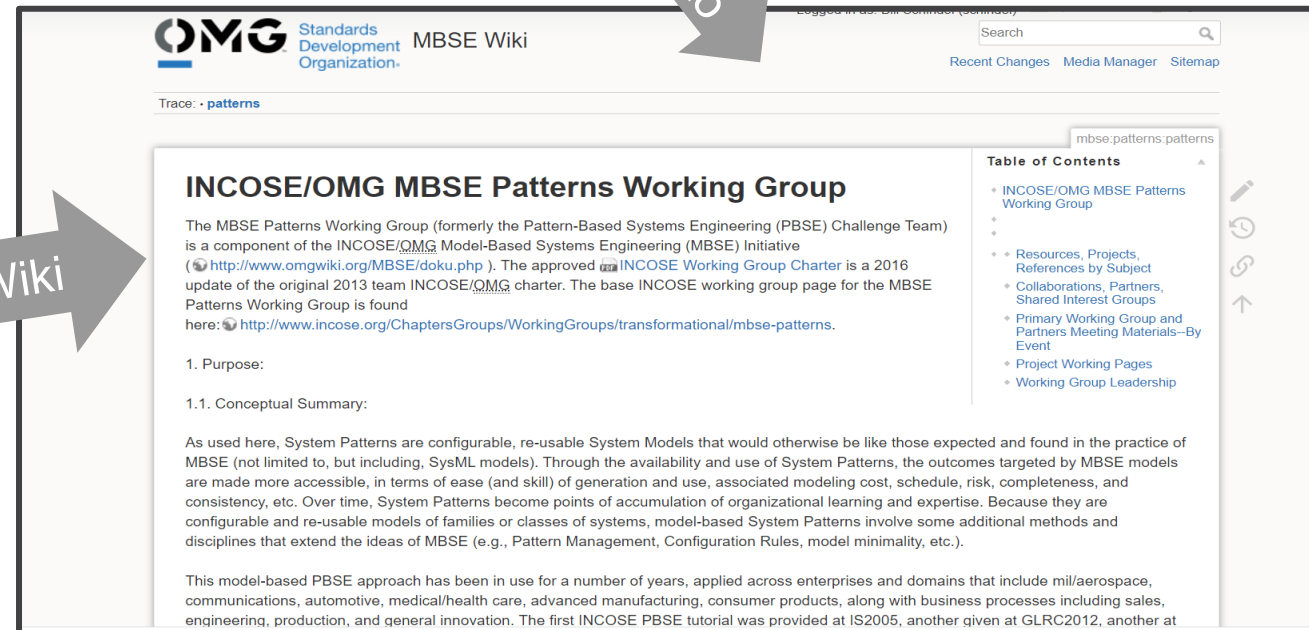 OMG
Standards
Development
Organization
MBSE Wiki
Logged in as: Bill Schindel (schindel)
Search
Recent Changes Media Manager Sitemap
Trace: • patterns
mbse:patterns:patterns
Table of Contents
INCOSE/OMG MBSE Patterns
Working Group
Resources, Projects,
References by Subject
Collaborations, Partners,
Shared Interest Groups
Primary Working Group and
Partners Meeting Materials--By
Event
Project Working Pages
Working Group Leadership
Wiki
INCOSE/OMG MBSE Patterns Working Group
The MBSE Patterns Working Group (formerly the Pattern-Based Systems Engineering (PBSE) Challenge Team)
is a component of the INCOSE/OMG Model-Based Systems Engineering (MBSE) Initiative
(http://www.omgwiki.org/MBSE/doku.php ). The approved INCOSE Working Group Charter is a 2016
update of the original 2013 team INCOSE/OMG charter. The base INCOSE working group page for the MBSE
Patterns Working Group is found
here: http://www.incose.org/ChaptersGroups/WorkingGroups/transformational/mbse-patterns.
1. Purpose:
1.1. Conceptual Summary:
As used here, System Patterns are configurable, re-usable System Models that would otherwise be like those expected and found in the practice of
MBSE (not limited to, but including, SysML models). Through the availability and use of System Patterns, the outcomes targeted by MBSE models
are made more accessible, in terms of ease (and skill) of generation and use, associated modeling cost, schedule, risk, completeness, and
consistency, etc. Over time, System Patterns become points of accumulation of organizational learning and expertise. Because they are
configurable and re-usable models of families or classes of systems, model-based System Patterns involve some additional methods and
disciplines that extend the ideas of MBSE (e.g., Pattern Management, Configuration Rules, model minimality, etc.).
This model-based PBSE approach has been in use for a number of years, applied across enterprises and domains that include mil/aerospace,
communications, automotive, medical/health care, advanced manufacturing, consumer products, along with business processes including sales,
engineering, production, and general innovation. The first INCOSE PBSE tutorial was provided at IS2005, another given at GLRC2012, another at